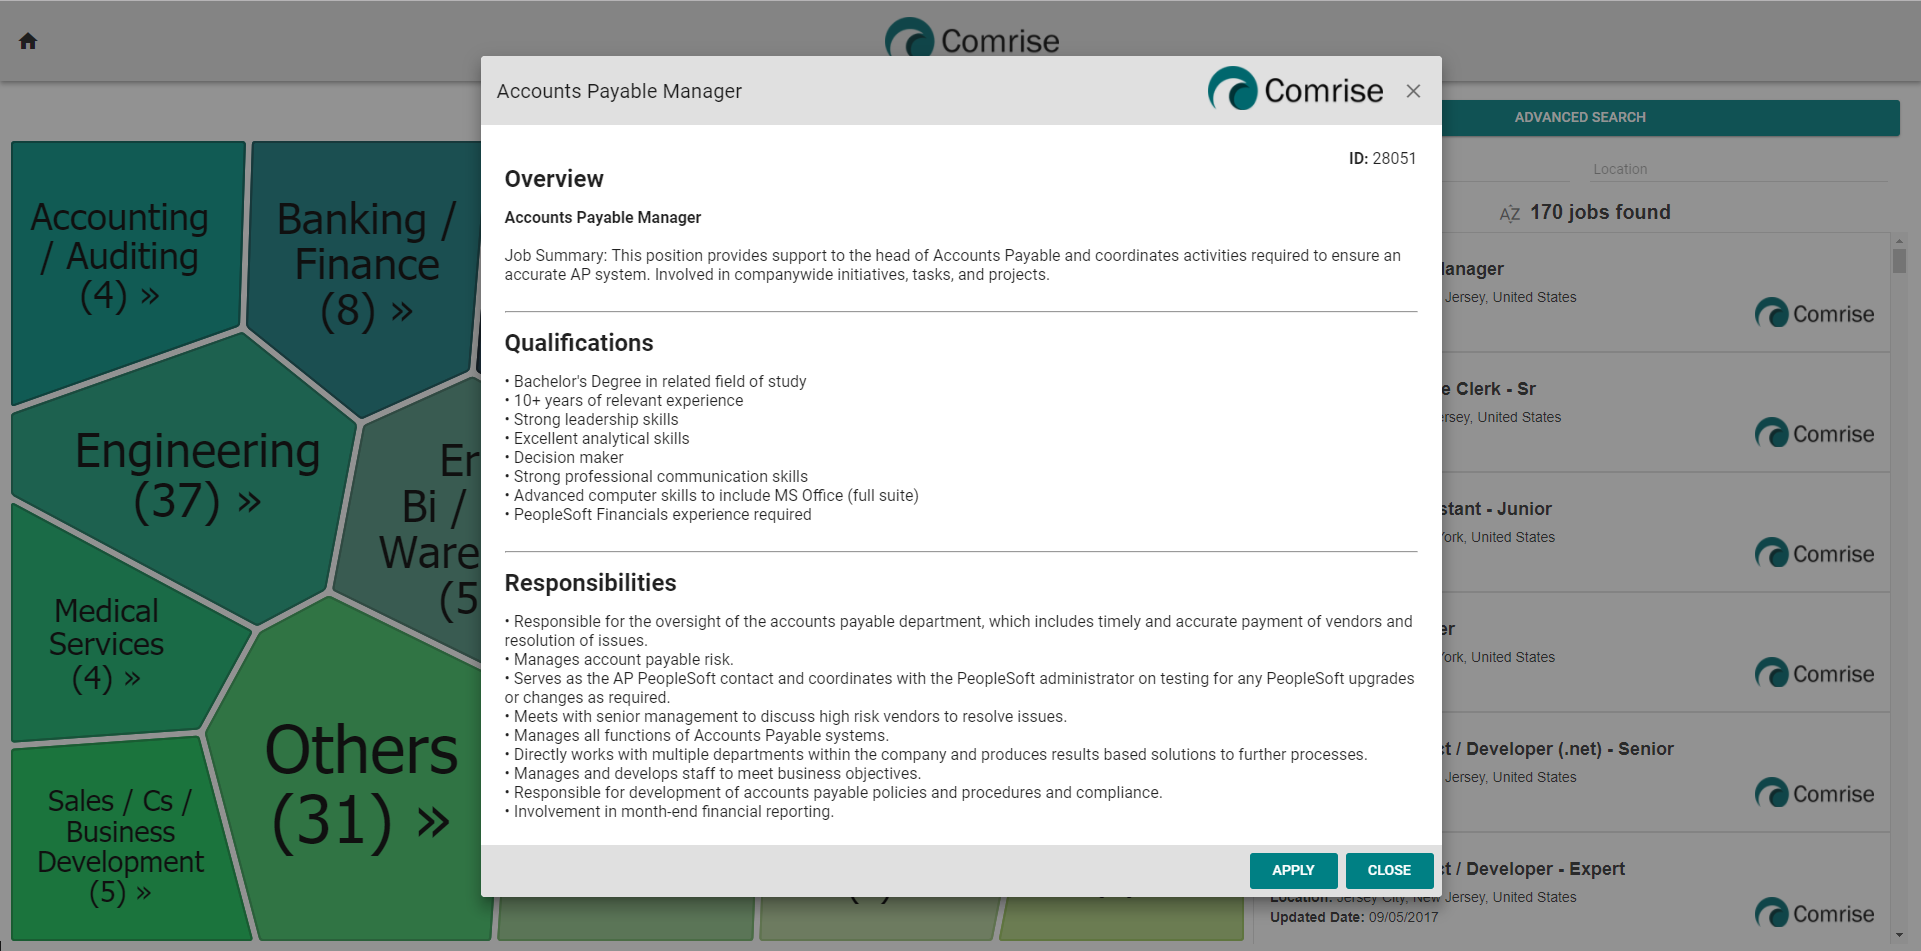 Comrise
Accounts Payable Manager
Comrise
ID: 28051
Overview
Accounts Payable Manager
Job Summary: This position provides support to the head of Accounts Payable and coordinates activities required to ensure an
accurate AP system. Involved in companywide initiatives, tasks, and projects.
Qualifications
• Bachelor's Degree in related field of study
• 10+ years of relevant experience
• Strong leadership skills
• Excellent analytical skills
• Decision maker
• Strong professional communication skills
• Advanced computer skills to include MS Office (full suite)
• PeopleSoft Financials experience required
Responsibilities
• Responsible for the oversight of the accounts payable department, which includes timely and accurate payment of vendors and
resolution of issues.
• Manages account payable risk.
• Serves as the AP PeopleSoft contact and coordinates with the PeopleSoft administrator on testing for any PeopleSoft upgrades
or changes as required.
• Meets with senior management to discuss high risk vendors to resolve issues.
• Manages all functions of Accounts Payable systems.
• Directly works with multiple departments within the company and produces results based solutions to further processes.
• Manages and develops staff to meet business objectives.
• Responsible for development of accounts payable policies and procedures and compliance.
• Involvement in month-end financial reporting.
APPLY
CLOSE
Accounting
/ Auditing
(4) »
Banking /
Finance
(8) »
Engineering
(37) »
Er
Bi /
Ware
(5
Medical
Services
(4) »
Others
(31) »
Sales / Cs /
Business
Development
(5) »
ADVANCED SEARCH
Location
AZ 170 jobs found
anager
Jersey, United States
Comrise
e Clerk - Sr
ersey, United States
Comrise
stant - Junior
York, United States
Comrise
er
York, United States
Comrise
ct / Developer (.net) - Senior
Jersey, United States
Comrise
ct / Developer - Expert
Location: Jersey City, New Jersey, United States
Updated Date: 09/05/2017
Comrise